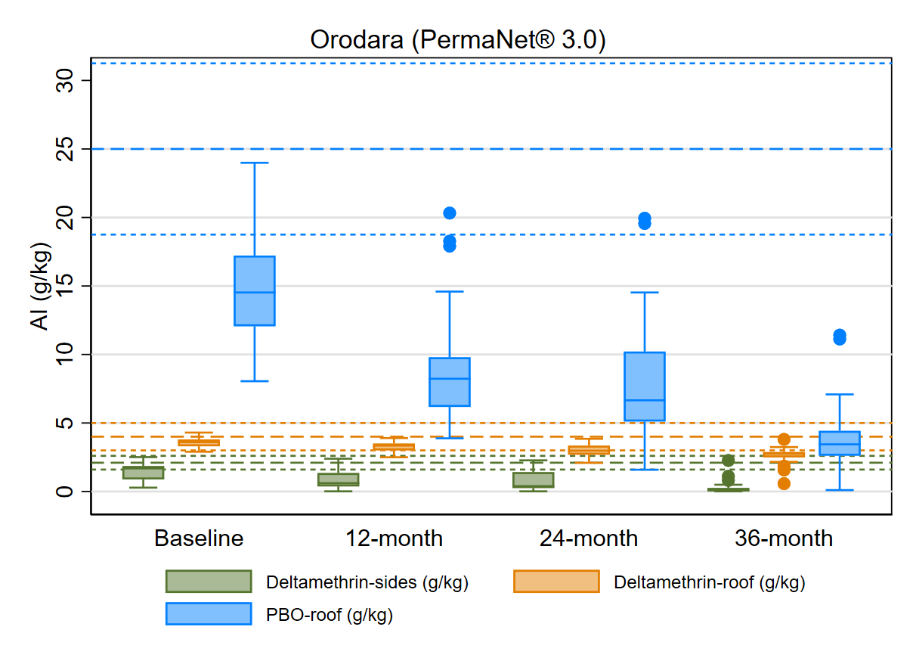 Orodara (PermaNet® 3.0)
AI (g/kg)
30
25
20
15
10
5
0
Baseline
12-month
24-month
36-month
Deltamethrin-sides (g/kg)
Deltamethrin-roof (g/kg)
PBO-roof (g/kg)